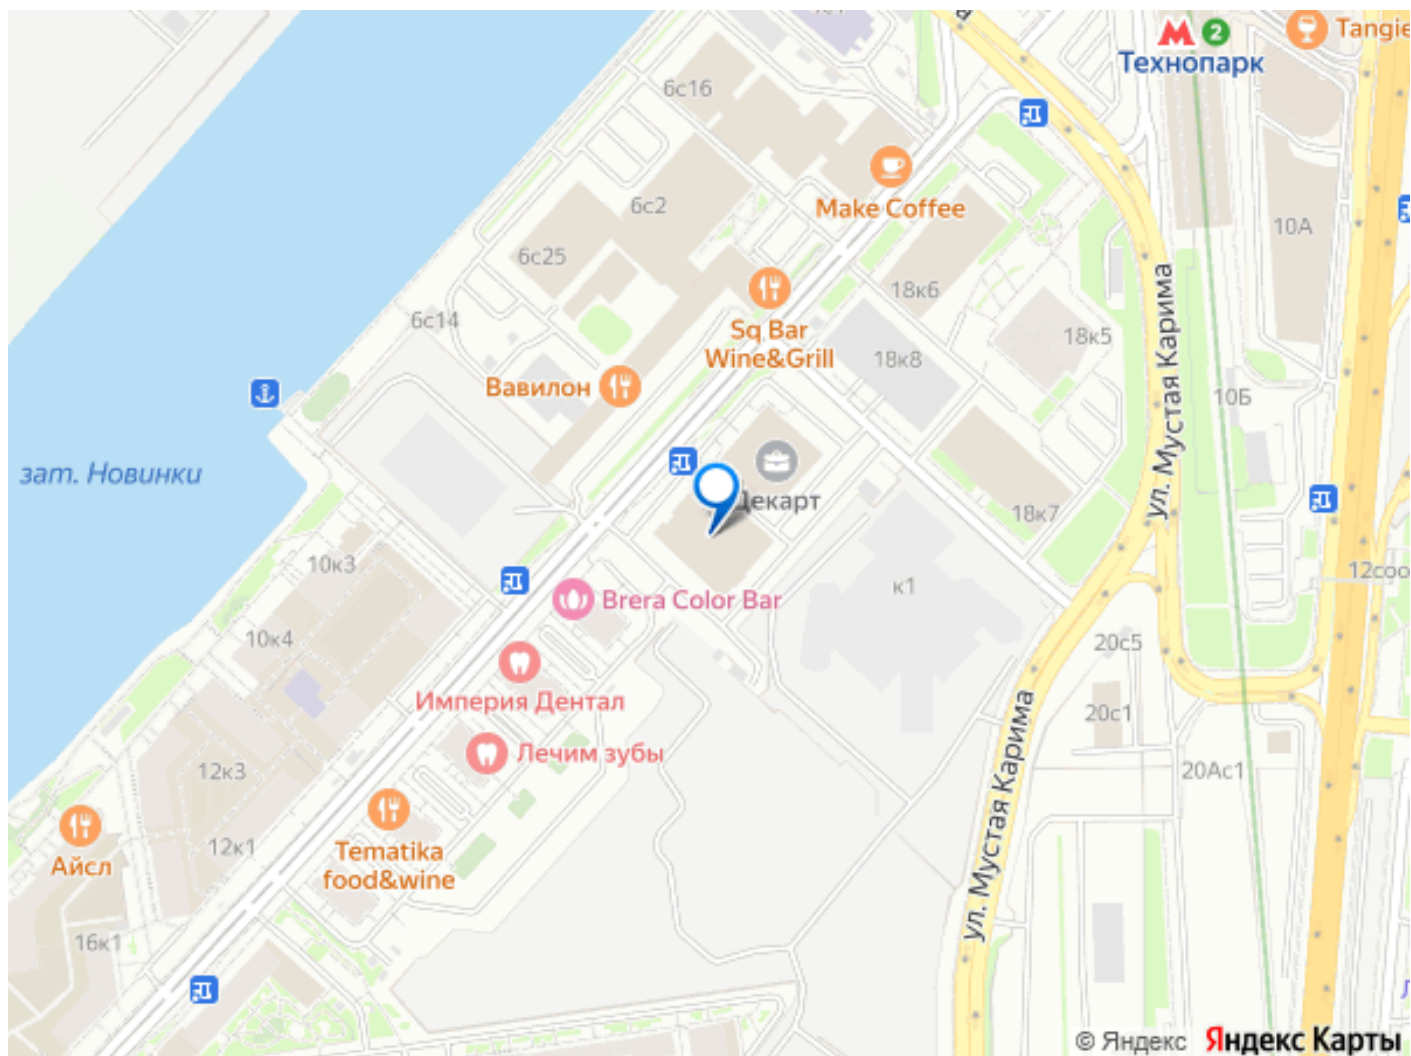 2
Tangie
Технопарк
6с16
Make Coffee
6с2
10А
6с25
18к6
6с14
Sq Bar
Wine&Grill
18к5
18к8
Вавилон
10Б
ул. Мустая Карима
зат. Новинки
Декарт
18к7
10к3
12соо
к1
Brera Color Bar
10к4
20с5
Империя Дентал
20с1
Лечим зубы
12к3
20Ас1
ул. Мустая Карима
Айсл
12к1
Tematika
food&wine
16к1
© Яндекс Яндекс Карты